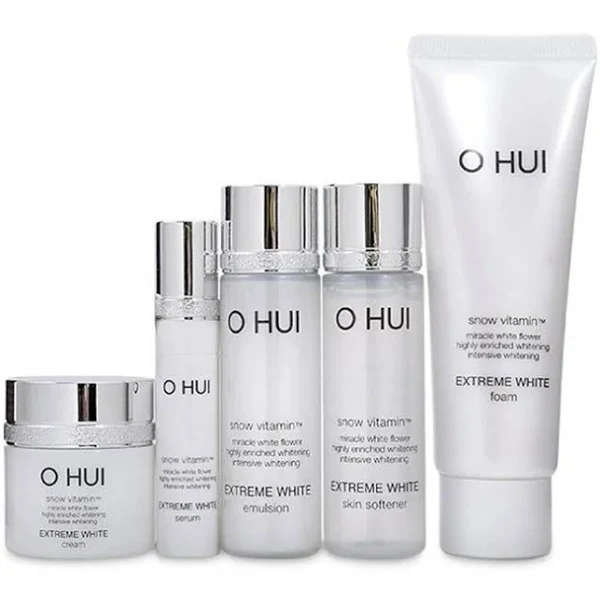 O HUI
snow vitamin™
miracle white flower
highly enriched whitening
intensive whitening
EXTREME WHITE
cream
O HUI
snow vitamin™
miracle white flower
highly enriched whitening
intensive whitening
EXTREME WHITE
serum
O HUI
snow vitamin™
miracle white flower
highly enriched whitening
intensive whitening
EXTREME WHITE
emulsion
O HUI
snow vitamin™
miracle white flower
highly enriched whitening
intensive whitening
EXTREME WHITE
skin softener
O HUI
snow vitamin™
miracle white flower
highly enriched whitening
intensive whitening
EXTREME WHITE
foam